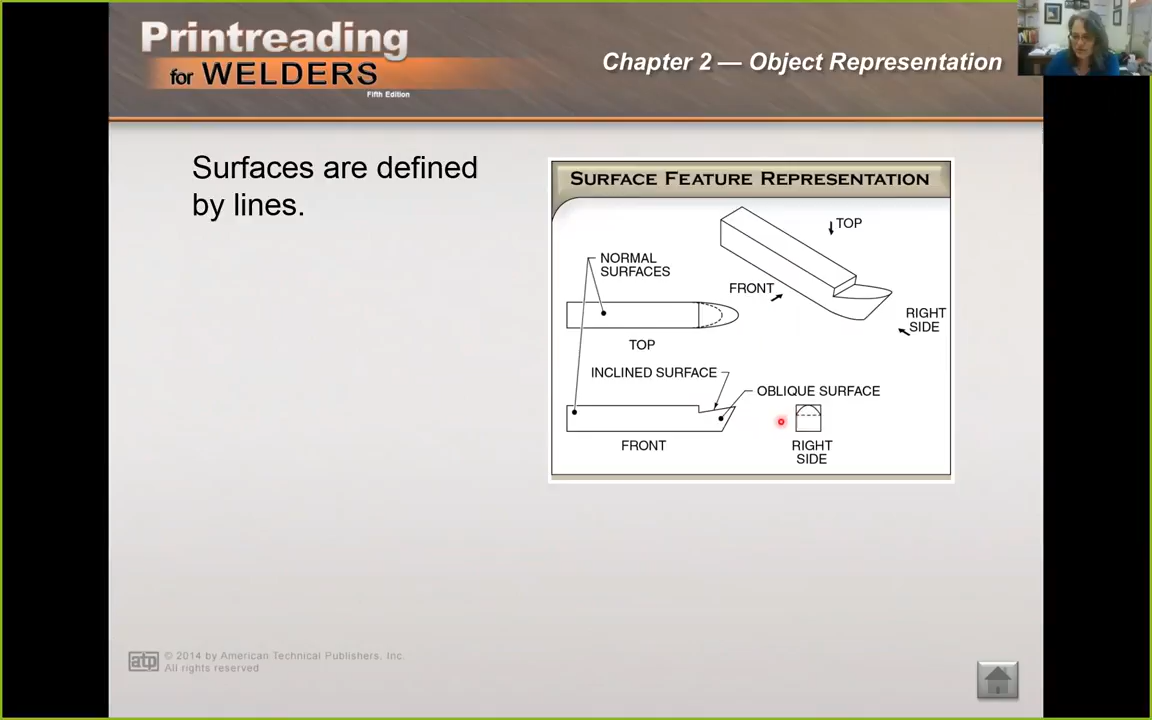 Printreading
for WELDERS
Fifth Edition
Chapter 2 — Object Representation
Surfaces are defined
by lines.
SURFACE FEATURE REPRESENTATION
TOP
NORMAL
SURFACES
FRONT
RIGHT
SIDE
TOP
INCLINED SURFACE
OBLIQUE SURFACE
FRONT
RIGHT
SIDE
atp
© 2014 by American Technical Publishers, Inc.
All rights reserved